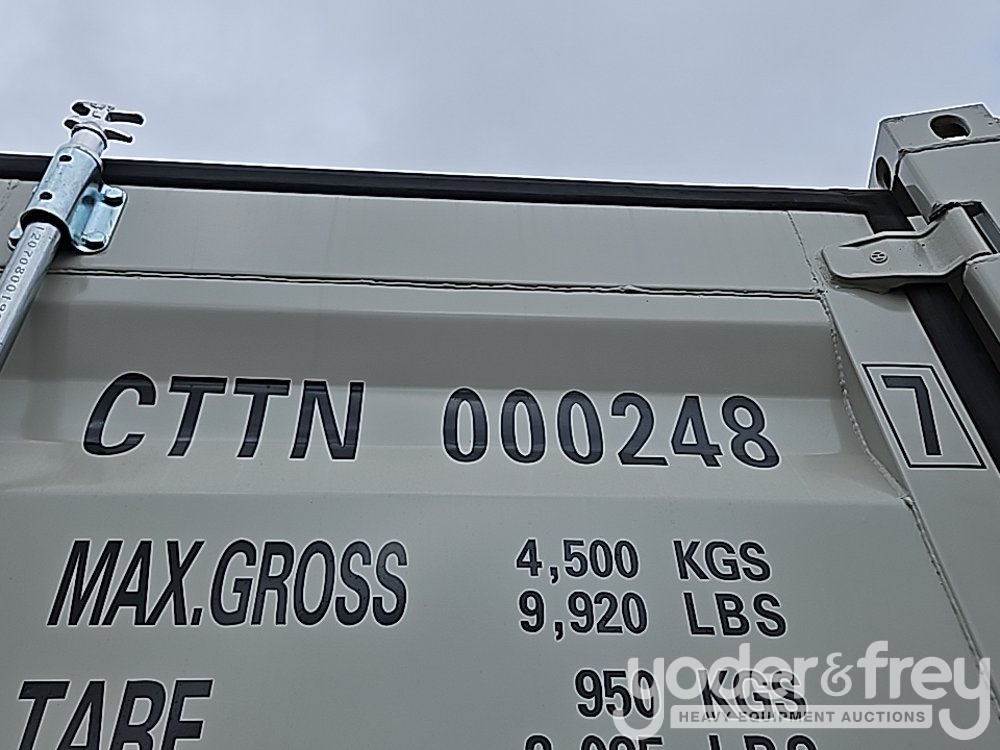 CTTN 000248 7
MAX.GROSS 4,500 KGS
9,920 LBS
TARE 950 KGS
yoder&frey
HEAVY EQUIPMENT AUCTIONS